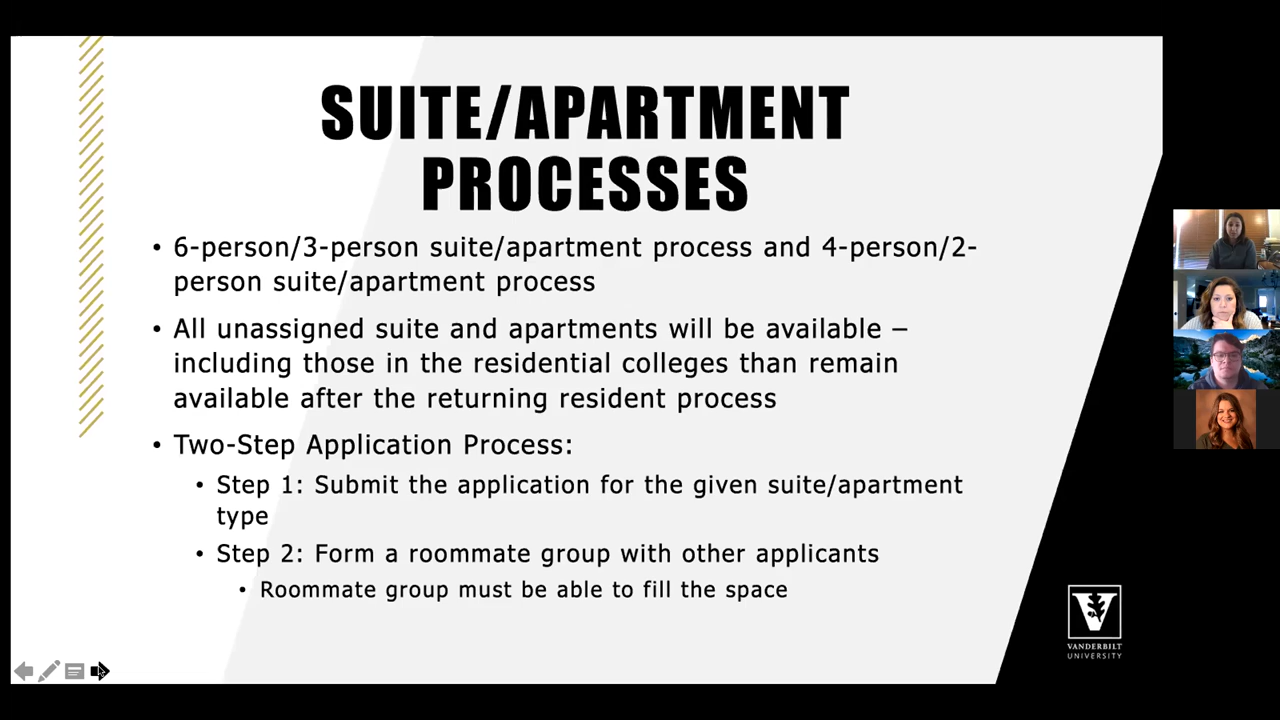 SUITE/APARTMENT
PROCESSES
• 6-person/3-person suite/apartment process and 4-person/2-
person suite/apartment process
• All unassigned suite and apartments will be available –
including those in the residential colleges than remain
available after the returning resident process
• Two-Step Application Process:
• Step 1: Submit the application for the given suite/apartment
type
• Step 2: Form a roommate group with other applicants
• Roommate group must be able to fill the space
V
VANDERBILT
UNIVERSITY